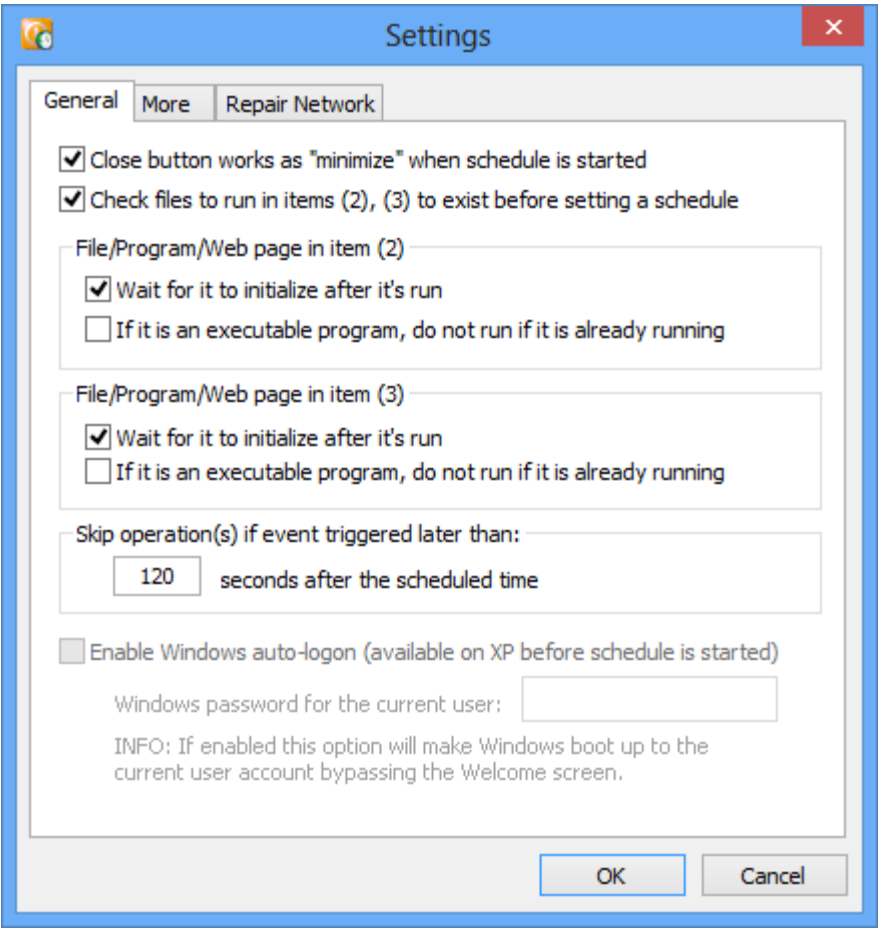 Settings
General
More
Repair Network
Close button works as "minimize" when schedule is started
Check files to run in items (2), (3) to exist before setting a schedule
File/Program/Web page in item (2)
Wait for it to initialize after it's run
If it is an executable program, do not run if it is already running
File/Program/Web page in item (3)
Wait for it to initialize after it's run
If it is an executable program, do not run if it is already running
Skip operation(s) if event triggered later than:
120 seconds after the scheduled time
Enable Windows auto-logon (available on XP before schedule is started)
Windows password for the current user:
INFO: If enabled this option will make Windows boot up to the
current user account bypassing the Welcome screen.
OK
Cancel